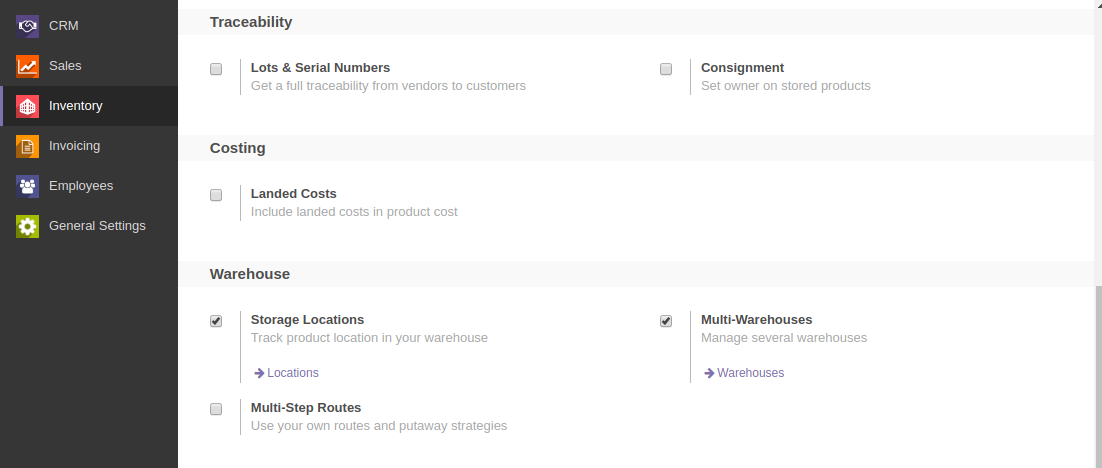 CRM
Sales
Inventory
Invoicing
Employees
General Settings
Traceability
Lots & Serial Numbers
Get a full traceability from vendors to customers
Consignment
Set owner on stored products
Costing
Landed Costs
Include landed costs in product cost
Warehouse
Storage Locations
Track product location in your warehouse
Locations
Multi-Warehouses
Manage several warehouses
Warehouses
Multi-Step Routes
Use your own routes and putaway strategies